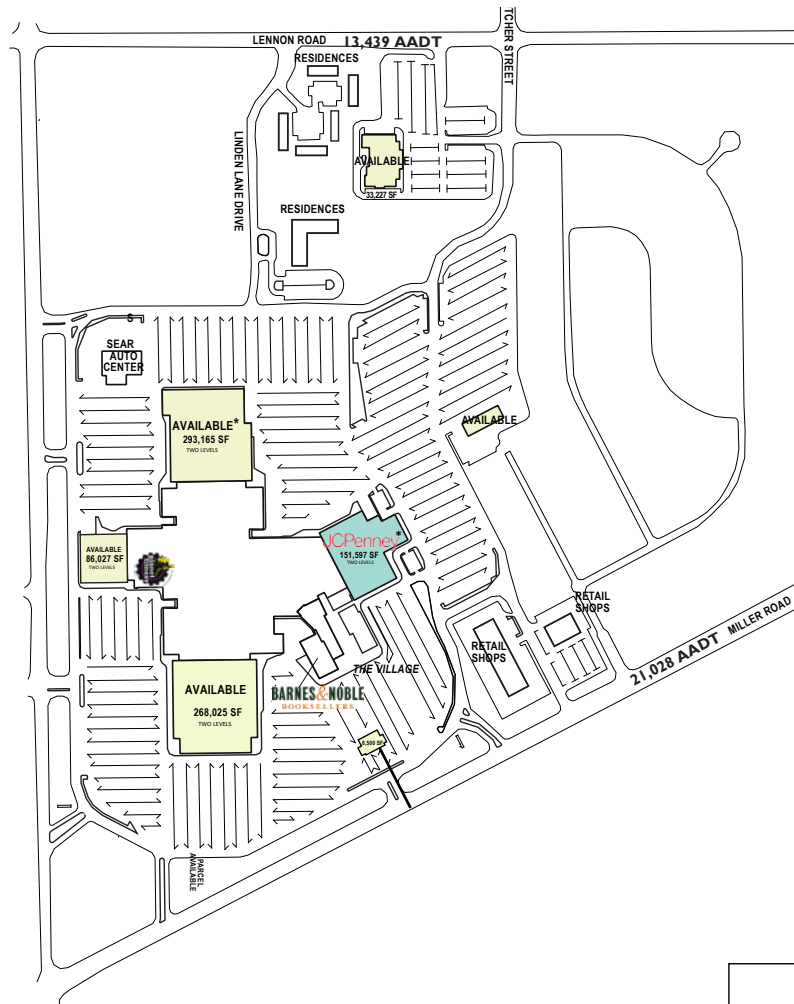 LENNON ROAD 13,439 AADT
TCHER STREET
RESIDENCES
LINDEN LANE DRIVE
AVAILABLE
33,227 SF
RESIDENCES
S
SEAR
AUTO
CENTER
AVAILABLE*
293,165 SF
TWO LEVELS
AVAILABLE
JCPenney*
151,597 SF
TWO LEVELS
AVAILABLE
86,027 SF
TWO LEVELS
RETAIL
SHOPS
RETAIL
SHOPS
21,028 AADT MILLER ROAD
THE VILLAGE
AVAILABLE
268,025 SF
TWO LEVELS
BARNES&NOBLE
BOOKSELLERS
8,500 SF
PARCEL
AVAILABLE